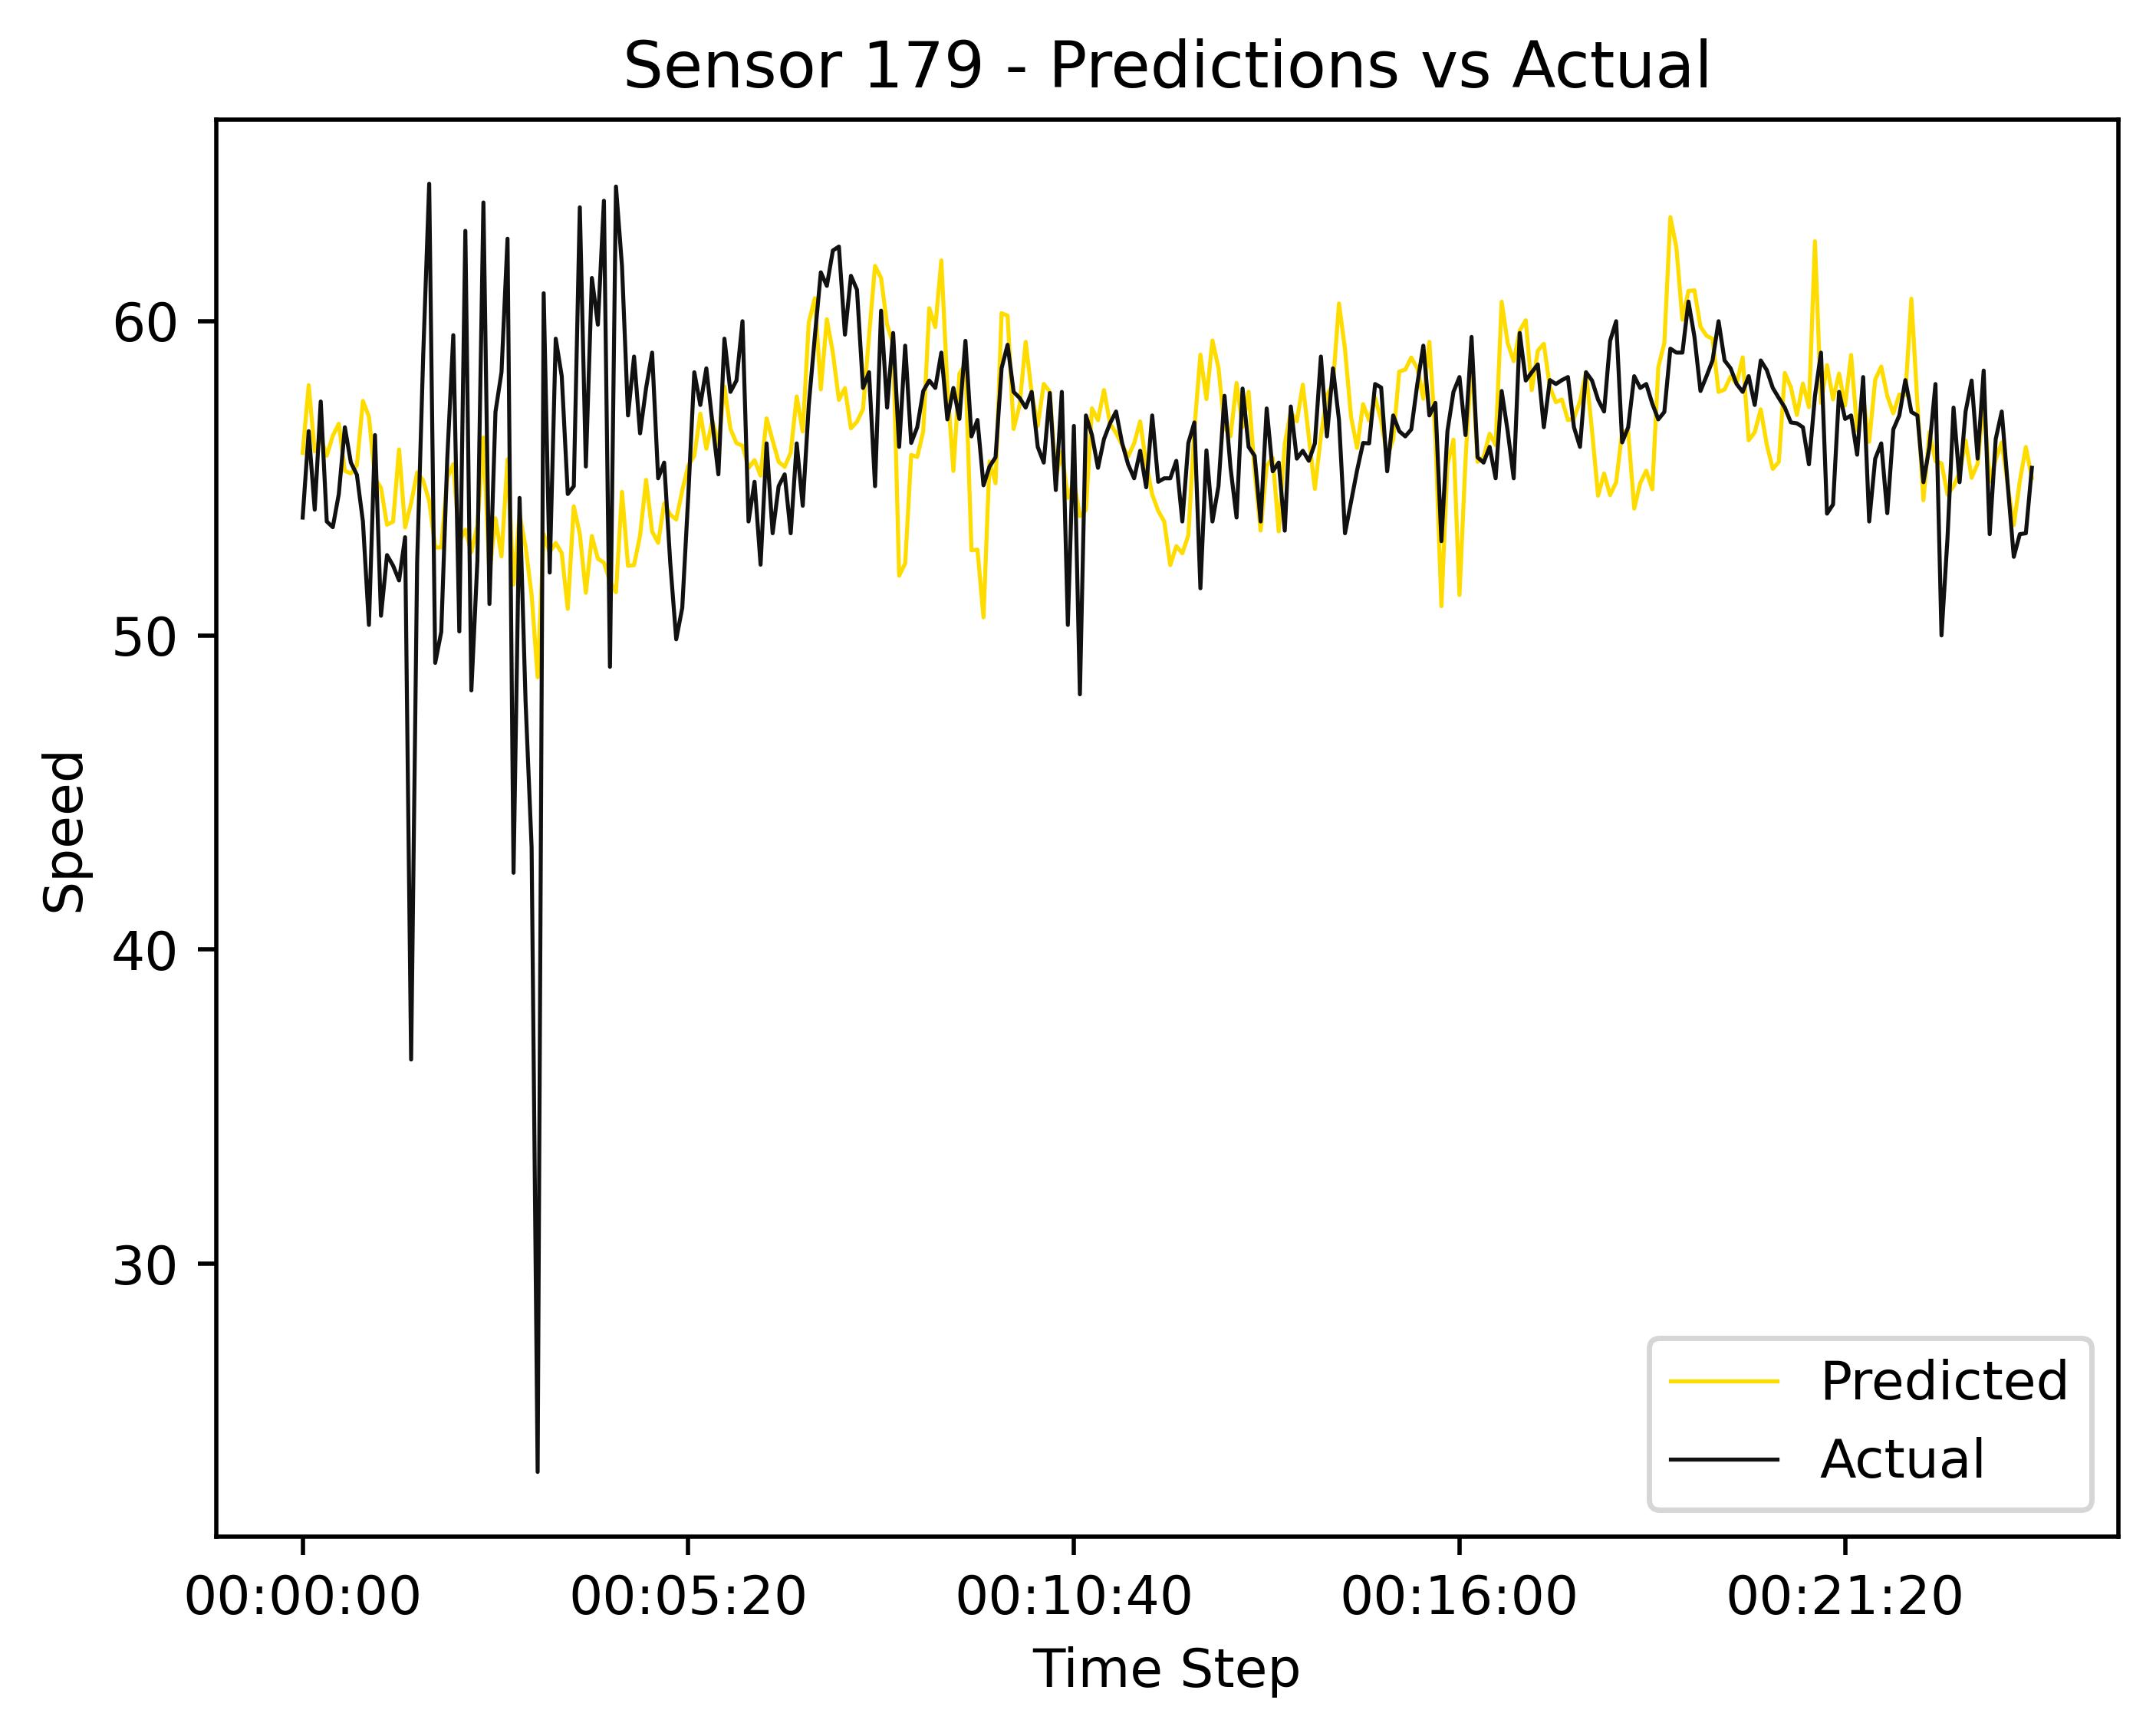 Sensor 179 - Predictions vs Actual
60
50
40
30
Speed
00:00:00 00:05:20 00:10:40 00:16:00 00:21:20
Time Step
Predicted
Actual